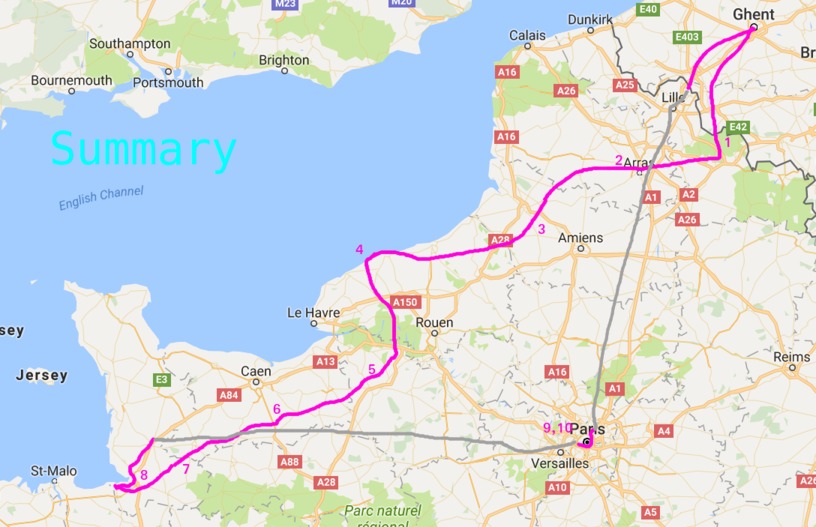 M23
M20
Ghent
E40
Dunkirk
E403
Calais
Southampton
Brighton
Portsmouth
Bournemouth
A16
A25
A26
Lille
Br
E42
1
Summary
A16
2
Arras
English Channel
A1
A2
A26
3
A28
Amiens
4
Le Havre
A150
Rouen
sey
Jersey
Caen
A13
5
A16
Reims
E3
A84
A1
6
9,10
Paris
A4
Versailles
St-Malo
8
7
A88
A28
A10
A26
A5
Parc naturel
régional